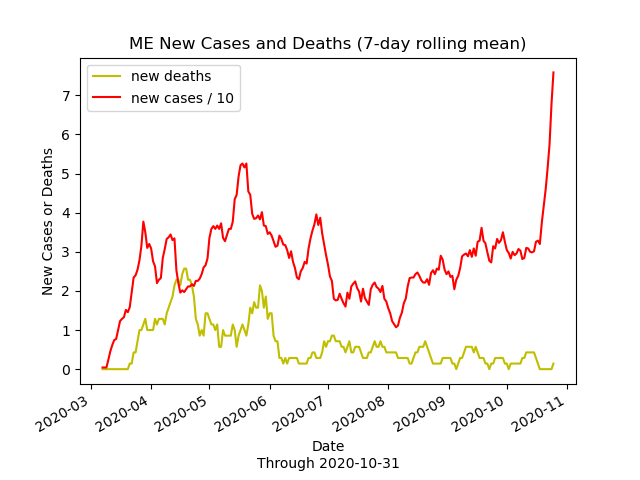 ME New Cases and Deaths (7-day rolling mean)
new deaths
new cases / 10
New Cases or Deaths
7
6
5
4
3
2
1
0
2020-03
2020-04
2020-05
2020-06
2020-07
2020-08
2020-09
2020-10
2020-11
Date
Through 2020-10-31